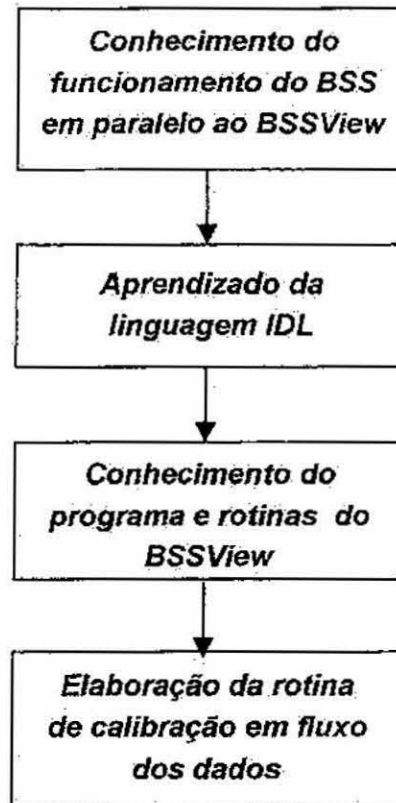 Conhecimento do
funcionamento do BSS
em paralelo ao BSSView
Aprendizado da
linguagem IDL
Conhecimento do
programa e rotinas do
BSSView
Elaboração da rotina
de calibração em fluxo
dos dados